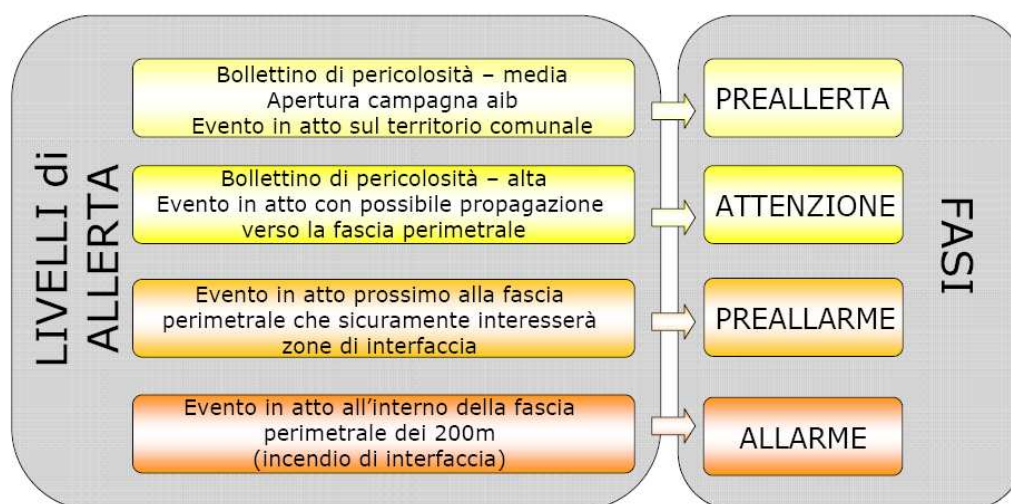 LIVELLI di
ALLERTA
Bollettino di pericolosità – media
Apertura campagna aib
Evento in atto sul territorio comunale
PREALLERTA
Bollettino di pericolosità – alta
Evento in atto con possibile propagazione
verso la fascia perimetrale
ATTENZIONE
Evento in atto prossimo alla fascia
perimetrale che sicuramente interesserà
zone di interfaccia
PREALLARME
Evento in atto all'interno della fascia
perimetrale dei 200m
(incendio di interfaccia)
ALLARME
FASI